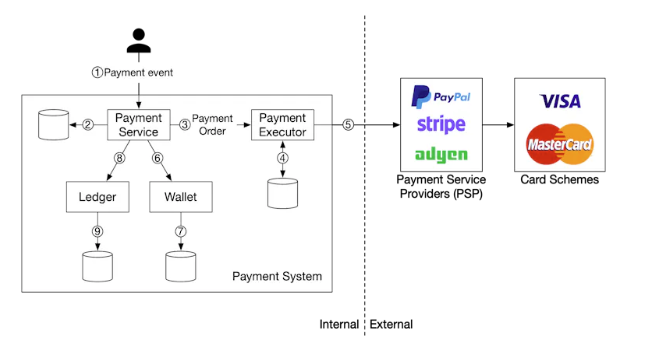 ①Payment event
Payment
Service
②
③ Payment
Order
Payment
Executor
⑤
④
⑧
⑥
Ledger
Wallet
⑨
⑦
Payment System
PayPal
stripe
adyen
Payment Service
Providers (PSP)
VISA
MasterCard
Card Schemes
Internal
External